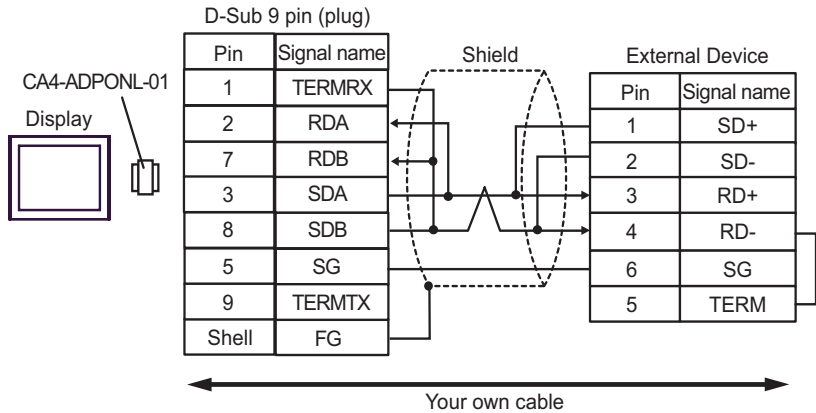 D-Sub 9 pin (plug)
Pin Signal name
1 TERMRX
2 RDA
7 RDB
3 SDA
8 SDB
5 SG
9 TERMTX
Shell FG
CA4-ADPONL-01
Display
Shield
External Device
Pin Signal name
1 SD+
2 SD-
3 RD+
4 RD-
6 SG
5 TERM
Your own cable